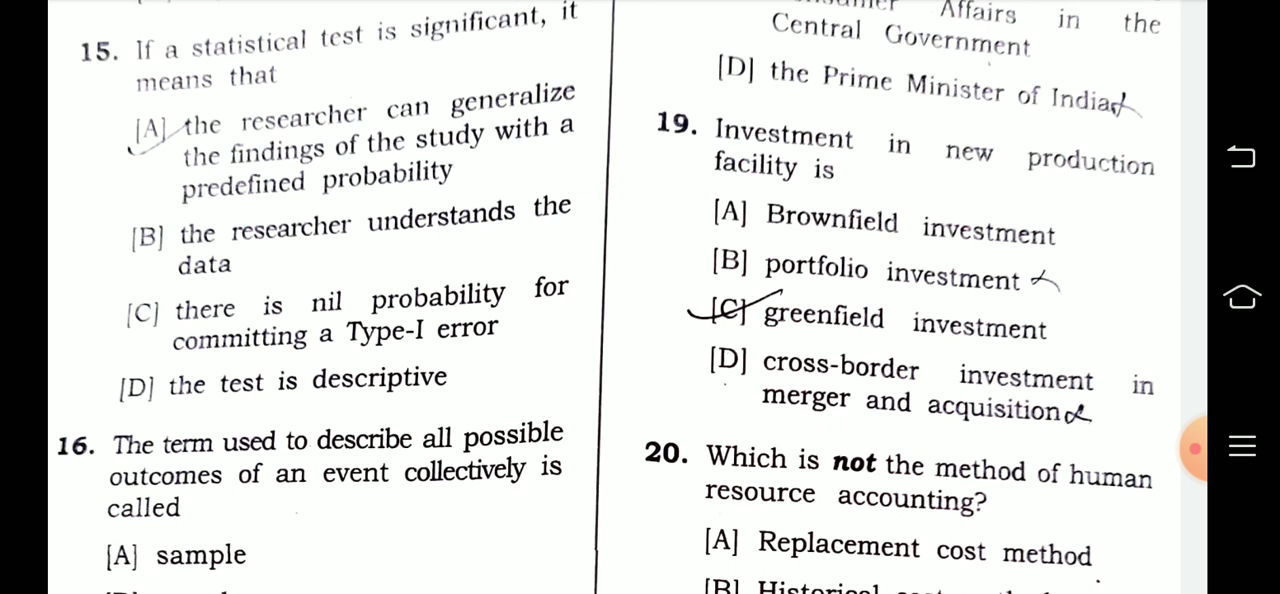 15. If a statistical test is significant, it
means that
[A] the researcher can generalize
the findings of the study with a
predefined probability
[B] the researcher understands the
data
[C] there is nil probability for
committing a Type-I error
[D] the test is descriptive
16. The term used to describe all possible
outcomes of an event collectively is
called
[A] sample
Affairs in the
Central Government
[D] the Prime Minister of India
19. Investment in new production
facility is
[A] Brownfield investment
[B] portfolio investment
[C] greenfield investment
[D] cross-border investment in
merger and acquisition
20. Which is not the method of human
resource accounting?
[A] Replacement cost method
[B] Historical